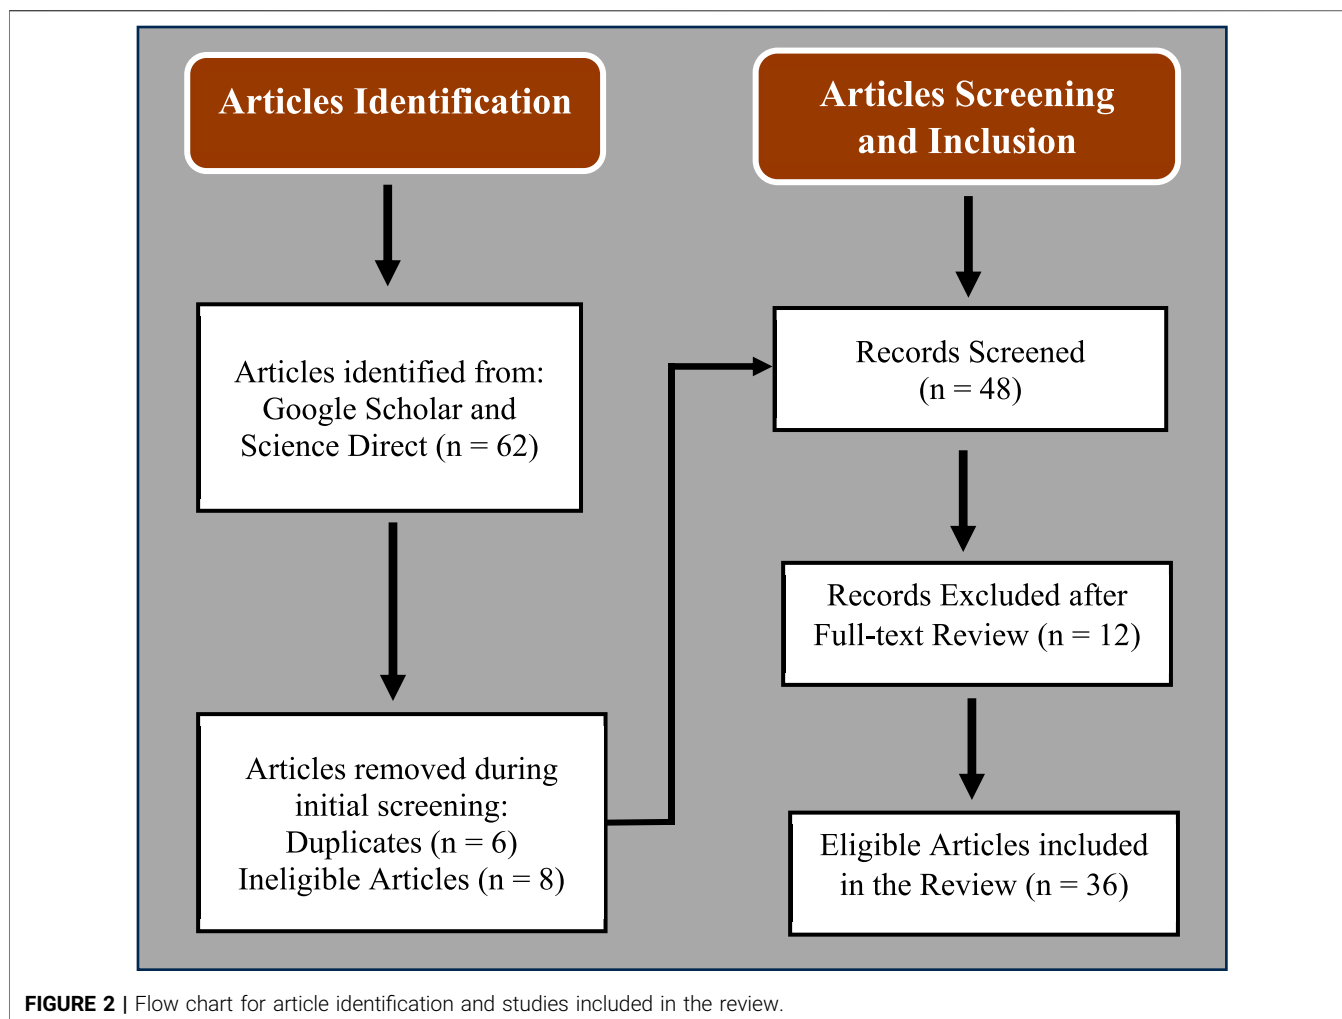 Articles Identification
Articles identified from:
Google Scholar and
Science Direct (n = 62)
Articles removed during
initial screening:
Duplicates (n = 6)
Ineligible Articles (n = 8)
Articles Screening
and Inclusion
Records Screened
(n = 48)
Records Excluded after
Full-text Review (n = 12)
Eligible Articles included
in the Review (n = 36)
FIGURE 2 | Flow chart for article identification and studies included in the review.